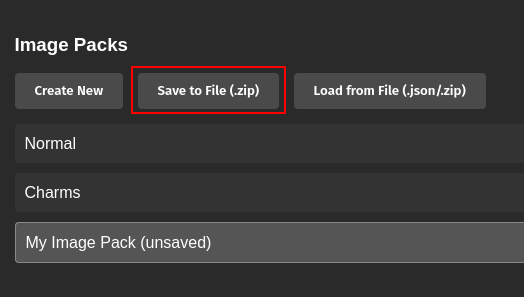 Image Packs
Create New Save to File (.zip) Load from File (.json/.zip)
Normal
Charms
My Image Pack (unsaved)